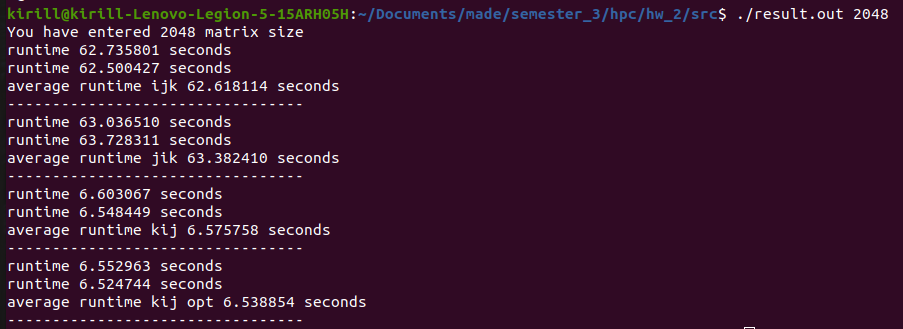 kirill@kirill-Lenovo-Legion-5-15ARH05H:~/Documents/made/semester_3/hpc/hw_2/src$ ./result.out 2048
You have entered 2048 matrix size
runtime 62.735801 seconds
runtime 62.500427 seconds
average runtime ijk 62.618114 seconds
---------------------------------
runtime 63.036510 seconds
runtime 63.728311 seconds
average runtime jik 63.382410 seconds
---------------------------------
runtime 6.603067 seconds
runtime 6.548449 seconds
average runtime kij 6.575758 seconds
---------------------------------
runtime 6.552963 seconds
runtime 6.524744 seconds
average runtime kij opt 6.538854 seconds
---------------------------------